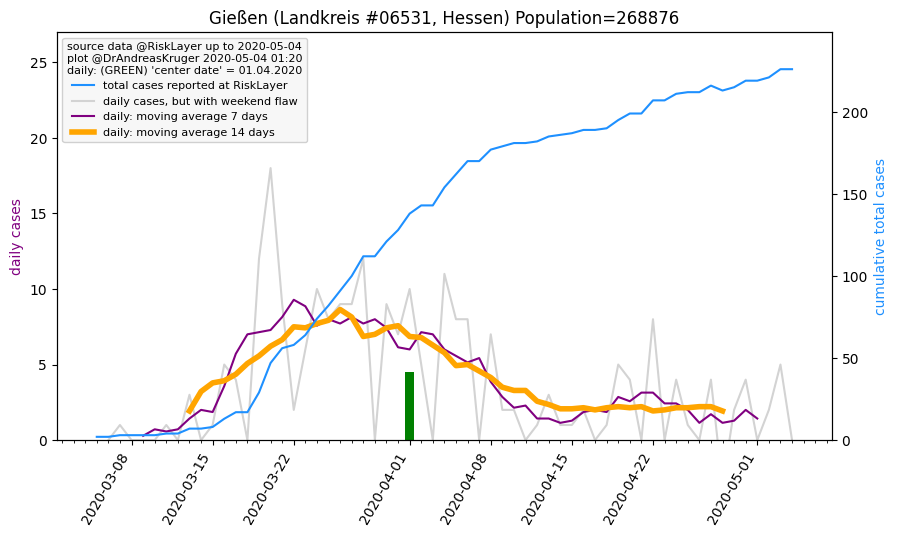 Gießen (Landkreis #06531, Hessen) Population=268876
source data @RiskLayer up to 2020-05-04
plot @DrAndreasKruger 2020-05-04 01:20
daily: (GREEN) 'center date' = 01.04.2020
total cases reported at RiskLayer
daily cases, but with weekend flaw
daily: moving average 7 days
daily: moving average 14 days
daily cases
25
20
15
10
5
0
cumulative total cases
200
150
100
50
0
2020-03-08
2020-03-15
2020-03-22
2020-04-01
2020-04-08
2020-04-15
2020-04-22
2020-05-01